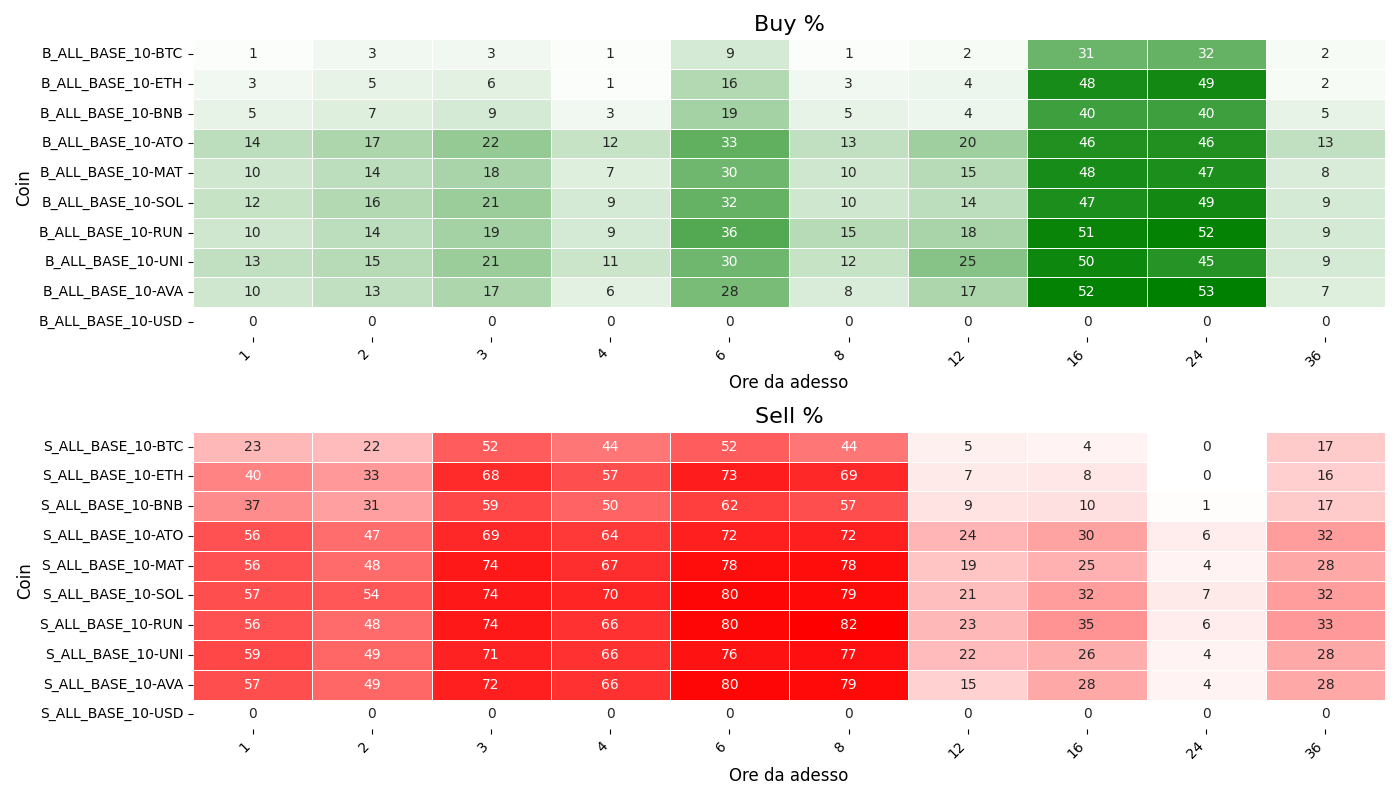 Buy %
Coin
B_ALL_BASE_10-BTC 1 3 3 1 9 1 2 31 32 2
B_ALL_BASE_10-ETH 3 5 6 1 16 3 4 48 49 2
B_ALL_BASE_10-BNB 5 7 9 3 19 5 4 40 40 5
B_ALL_BASE_10-ATO 14 17 22 12 33 13 20 46 46 13
B_ALL_BASE_10-MAT 10 14 18 7 30 10 15 48 47 8
B_ALL_BASE_10-SOL 12 16 21 9 32 10 14 47 49 9
B_ALL_BASE_10-RUN 10 14 19 9 36 15 18 51 52 9
B_ALL_BASE_10-UNI 13 15 21 11 30 12 25 50 45 9
B_ALL_BASE_10-AVA 10 13 17 6 28 8 17 52 53 7
B_ALL_BASE_10-USD 0 0 0 0 0 0 0 0 0 0
1 2 3 4 6 8 12 16 24 36
Ore da adesso
Sell %
Coin
S_ALL_BASE_10-BTC 23 22 52 44 52 44 5 4 0 17
S_ALL_BASE_10-ETH 40 33 68 57 73 69 7 8 0 16
S_ALL_BASE_10-BNB 37 31 59 50 62 57 9 10 1 17
S_ALL_BASE_10-ATO 56 47 69 64 72 72 24 30 6 32
S_ALL_BASE_10-MAT 56 48 74 67 78 78 19 25 4 28
S_ALL_BASE_10-SOL 57 54 74 70 80 79 21 32 7 32
S_ALL_BASE_10-RUN 56 48 74 66 80 82 23 35 6 33
S_ALL_BASE_10-UNI 59 49 71 66 76 77 22 26 4 28
S_ALL_BASE_10-AVA 57 49 72 66 80 79 15 28 4 28
S_ALL_BASE_10-USD 0 0 0 0 0 0 0 0 0 0
1 2 3 4 6 8 12 16 24 36
Ore da adesso